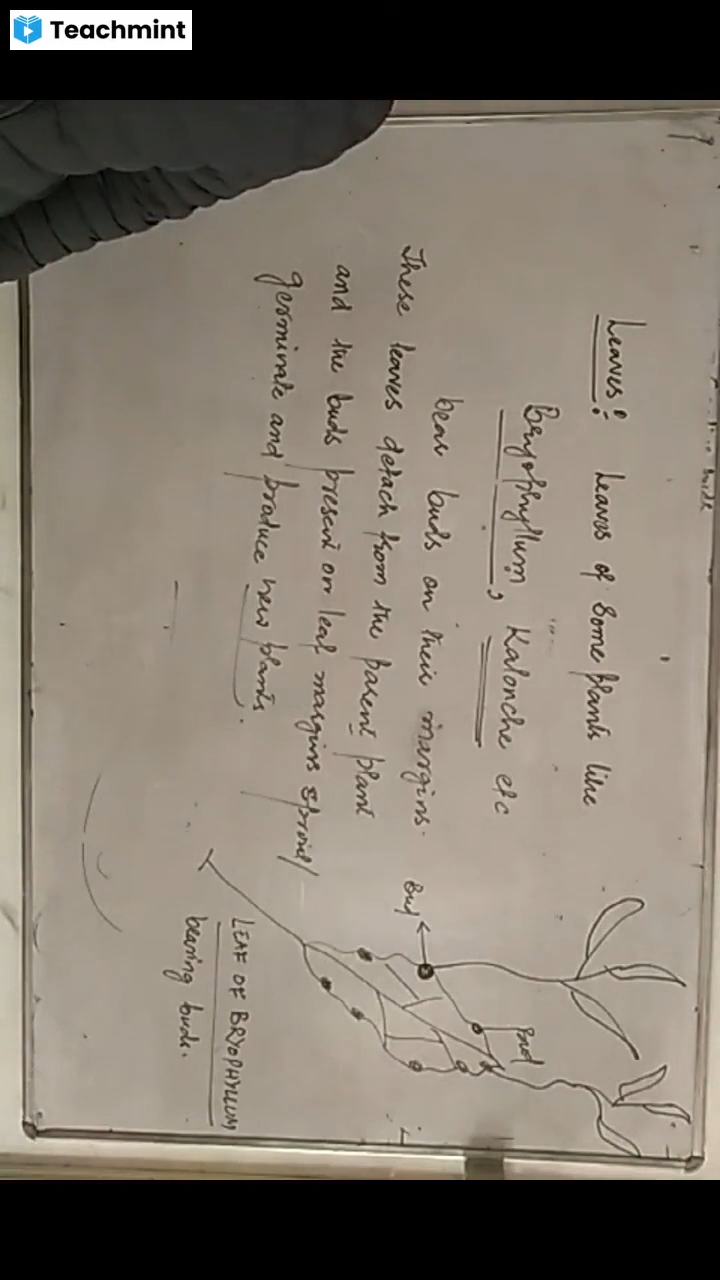 Teachmint
Leaves: Leaves of some plants like
Bryophyllum, Kalonche etc
bear buds on their margins.
These leaves detach from the parent plant
and the buds present on leaf margins
germinate and produce new plants.
Bud
Bud
LEAF OF BRYOPHYLLUM
bearing buds.